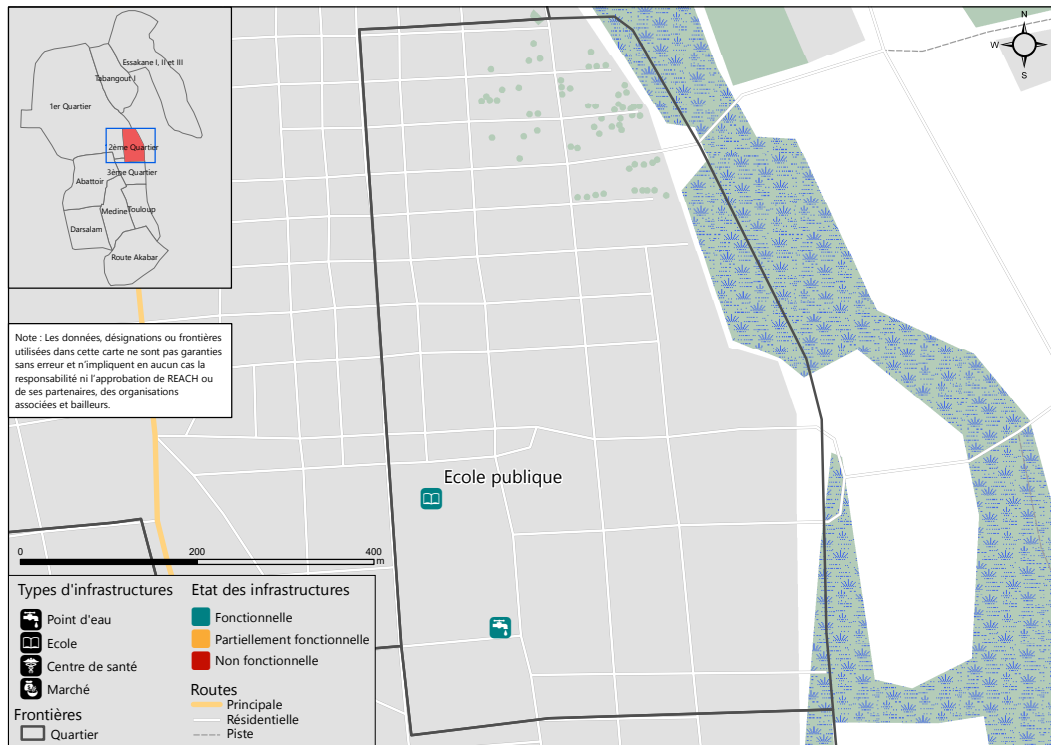 Essakane I, II et III
Tabangout I
1er Quartier
2ème Quartier
3ème Quartier
Abattoir
Medine
Touloup
Darsalam
Route Akabar
N
W
S
Note : Les données, désignations ou frontières
utilisées dans cette carte ne sont pas garanties
sans erreur et n'impliquent en aucun cas la
responsabilité ni l'approbation de REACH ou
de ses partenaires, des organisations
associées et bailleurs.
Ecole publique
0 200 400
m
Types d'infrastructures
Point d'eau
Ecole
Centre de santé
Marché
Frontières
Quartier
Etat des infrastructures
Fonctionnelle
Partiellement fonctionnelle
Non fonctionnelle
Routes
Principale
Résidentielle
Piste